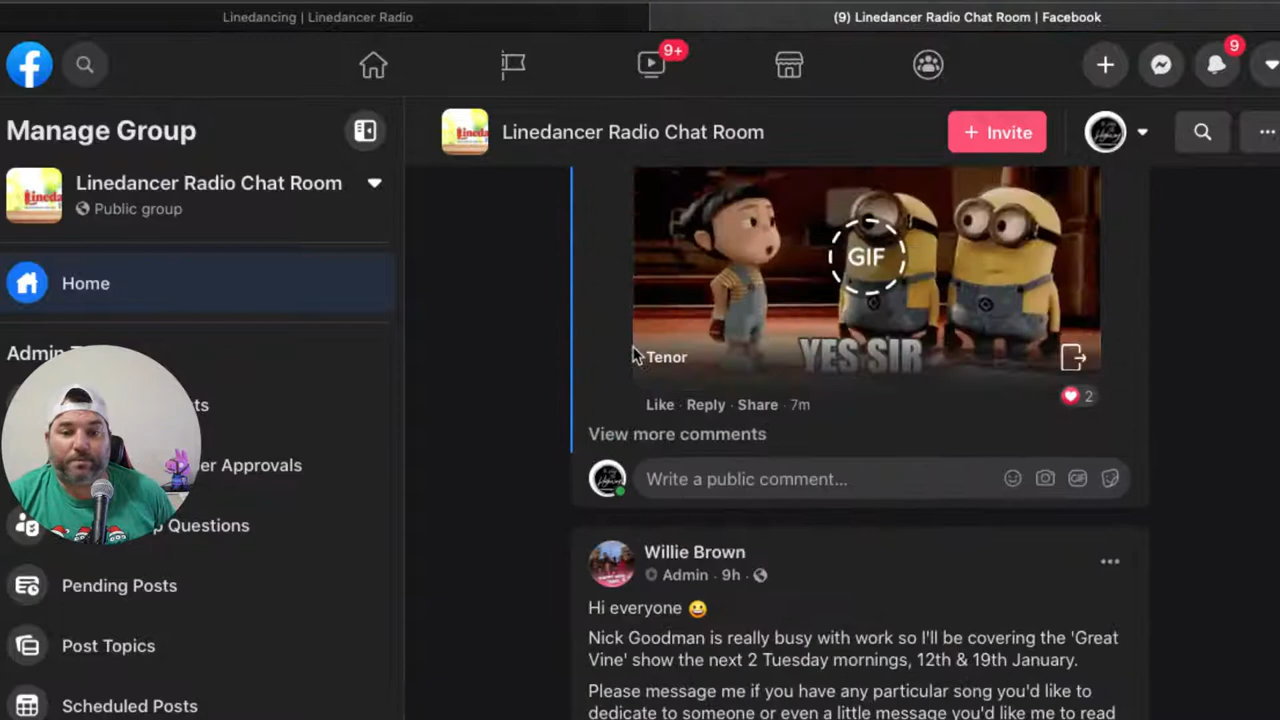 Linedancing | Linedancer Radio
(9) Linedancer Radio Chat Room | Facebook
9+
9
Manage Group
Linedancer Radio Chat Room
+ Invite
Linedancer Radio Chat Room
Public group
Home
GIF
YES SIR
Tenor
Like · Reply · Share · 7m
2
View more comments
Write a public comment...
GIF
Admin
ts
er Approvals
p Questions
Pending Posts
Post Topics
Scheduled Posts
Willie Brown
Admin · 9h ·
Hi everyone 😀
Nick Goodman is really busy with work so I'll be covering the 'Great
Vine' show the next 2 Tuesday mornings, 12th & 19th January.
Please message me if you have any particular song you'd like to
dedicate to someone or even a little message you'd like me to read